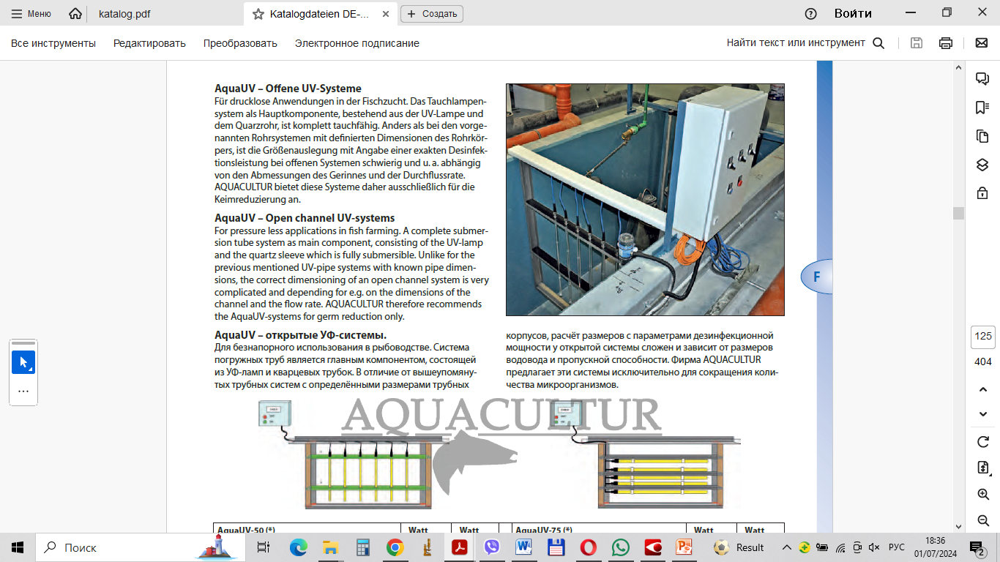 Меню
katalog.pdf
Katalogdateien DE-...
Создать
Войти
Все инструменты
Редактировать
Преобразовать
Электронное подписание
Найти текст или инструмент
AquaUV – Offene UV-Systeme
Für drucklose Anwendungen in der Fischzucht. Das Tauchlampen-
system als Hauptkomponente, bestehend aus der UV-Lampe und
dem Quarzrohr, ist komplett tauchfähig. Anders als bei den vorge-
nannten Rohrsystemen mit definierten Dimensionen des Rohrkör-
pers, ist die Größenauslegung mit Angabe einer exakten Desinfek-
tionsleistung bei offenen Systemen schwierig und u. a. abhängig
von den Abmessungen des Gerinnes und der Durchflussrate.
AQUACULTUR bietet diese Systeme daher ausschließlich für die
Keimreduzierung an.
AquaUV – Open channel UV-systems
For pressure less applications in fish farming. A complete submer-
sion tube system as main component, consisting of the UV-lamp
and the quartz sleeve which is fully submersible. Unlike for the
previous mentioned UV-pipe systems with known pipe dimen-
sions, the correct dimensioning of an open channel system is very
complicated and depending for e.g. on the dimensions of the
channel and the flow rate. AQUACULTUR therefore recommends
the AquaUV-systems for germ reduction only.
AquaUV – открытые УФ-системы.
Для безнапорного использования в рыбоводстве. Система
погружных труб является главным компонентом, состоящей
из УФ-ламп и кварцевых трубок. В отличие от вышеупомяну-
тых трубных систем с определёнными размерами трубных
корпусов, расчёт размеров с параметрами дезинфекционной
мощности у открытой системы сложен и зависит от размеров
водовода и пропускной способности. Фирма AQUACULTUR
предлагает эти системы исключительно для сокращения коли-
чества микроорганизмов.
F
125
404
AQUACULTUR
AquaUV-50 (*)
Watt
Watt
AquaUV-75 (*)
Watt
Watt
Поиск
Result
РУС
18:36
01/07/2024
2